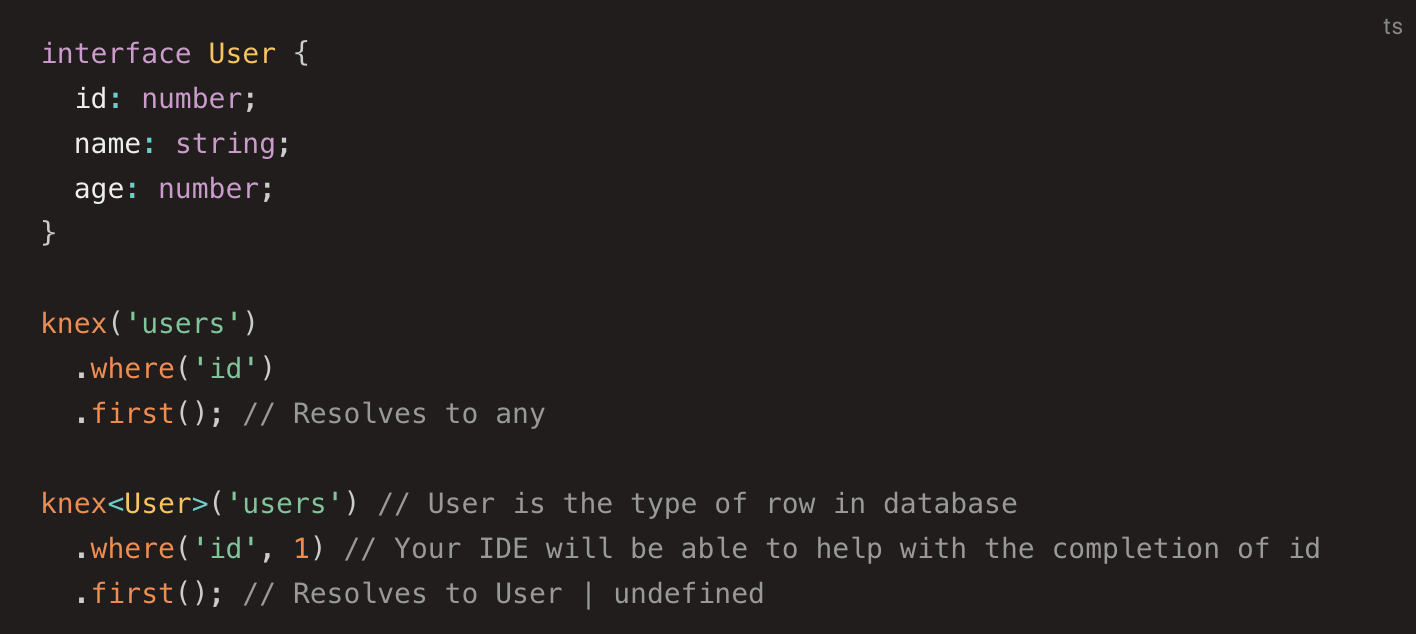 ts
interface User {
  id: number;
  name: string;
  age: number;
}

knex('users')
  .where('id')
  .first(); // Resolves to any

knex<User>('users') // User is the type of row in database
  .where('id', 1) // Your IDE will be able to help with the completion of id
  .first(); // Resolves to User | undefined